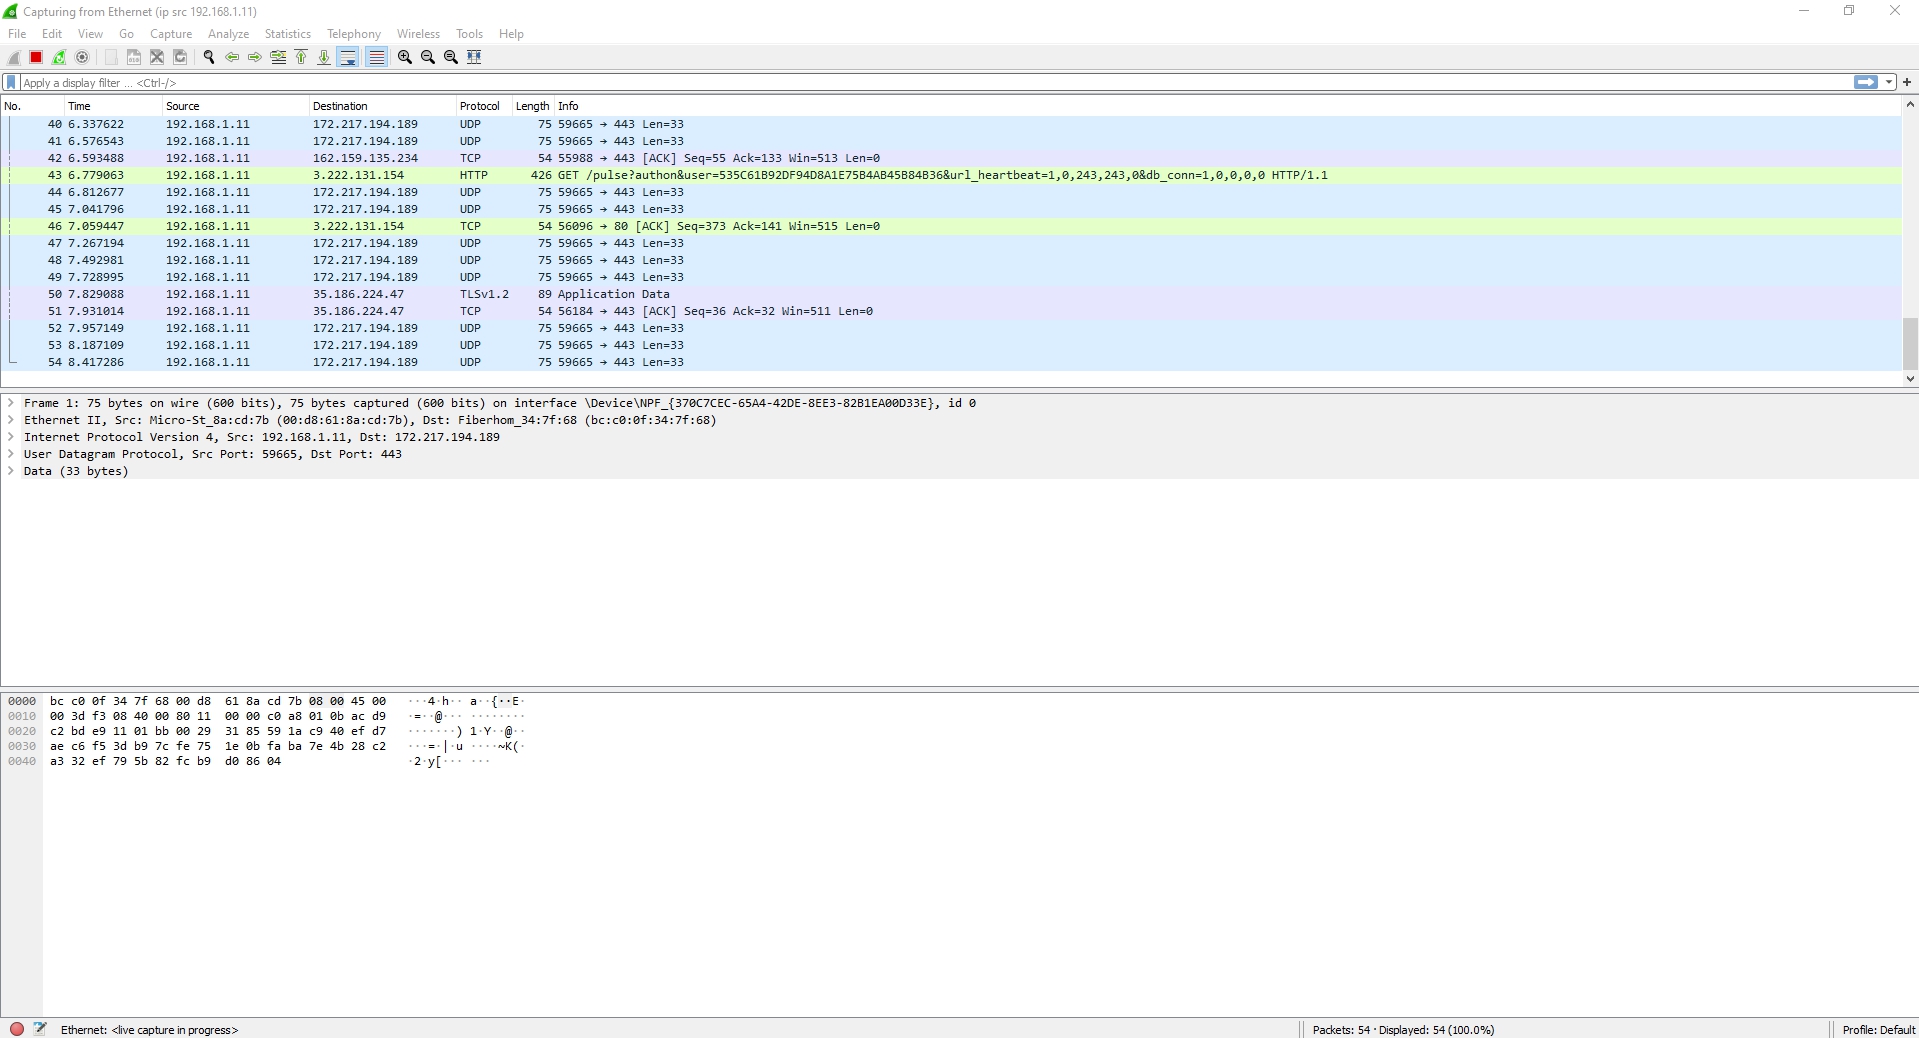 Capturing from Ethernet (ip src 192.168.1.11)
File Edit View Go Capture Analyze Statistics Telephony Wireless Tools Help
Apply a display filter ... <Ctrl-/>
No. Time Source Destination Protocol Length Info
40 6.337622 192.168.1.11 172.217.194.189 UDP 75 59665 → 443 Len=33
41 6.576543 192.168.1.11 172.217.194.189 UDP 75 59665 → 443 Len=33
42 6.593488 192.168.1.11 162.159.135.234 TCP 54 55988 → 443 [ACK] Seq=55 Ack=133 Win=513 Len=0
43 6.779063 192.168.1.11 3.222.131.154 HTTP 426 GET /pulse?authon&user=535C61B92DF94D8A1E75B4AB45B84B36&url_heartbeat=1,0,243,243,0&db_conn=1,0,0,0,0 HTTP/1.1
44 6.812677 192.168.1.11 172.217.194.189 UDP 75 59665 → 443 Len=33
45 7.041796 192.168.1.11 172.217.194.189 UDP 75 59665 → 443 Len=33
46 7.059447 192.168.1.11 3.222.131.154 TCP 54 56096 → 80 [ACK] Seq=373 Ack=141 Win=515 Len=0
47 7.267194 192.168.1.11 172.217.194.189 UDP 75 59665 → 443 Len=33
48 7.492981 192.168.1.11 172.217.194.189 UDP 75 59665 → 443 Len=33
49 7.728995 192.168.1.11 172.217.194.189 UDP 75 59665 → 443 Len=33
50 7.829088 192.168.1.11 35.186.224.47 TLSv1.2 89 Application Data
51 7.931014 192.168.1.11 35.186.224.47 TCP 54 56184 → 443 [ACK] Seq=36 Ack=32 Win=511 Len=0
52 7.957149 192.168.1.11 172.217.194.189 UDP 75 59665 → 443 Len=33
53 8.187109 192.168.1.11 172.217.194.189 UDP 75 59665 → 443 Len=33
54 8.417286 192.168.1.11 172.217.194.189 UDP 75 59665 → 443 Len=33
Frame 1: 75 bytes on wire (600 bits), 75 bytes captured (600 bits) on interface \Device\NPF_{370C7CEC-65A4-42DE-8EE3-82B1EA00D33E}, id 0
Ethernet II, Src: Micro-St_8a:cd:7b (00:d8:61:8a:cd:7b), Dst: Fiberhom_34:7f:68 (bc:c0:0f:34:7f:68)
Internet Protocol Version 4, Src: 192.168.1.11, Dst: 172.217.194.189
User Datagram Protocol, Src Port: 59665, Dst Port: 443
Data (33 bytes)
0000 bc c0 0f 34 7f 68 00 d8 61 8a cd 7b 08 00 45 00 ···4·h·· a··{··E·
0010 00 3d f3 08 40 00 80 11 00 00 c0 a8 01 0b ac d9 ·=··@··· ········
0020 c2 bd e9 11 01 bb 00 29 31 85 59 1a c9 40 ef d7 ·······) 1·Y··@··
0030 ae c6 f5 3d b9 7c fe 75 1e 0b fa ba 7e 4b 28 c2 ···=·|·u ····~K(·
0040 a3 32 ef 79 5b 82 fc b9 d0 86 04 ·2·y[··· ···
Ethernet: <live capture in progress> Packets: 54 · Displayed: 54 (100.0%) Profile: Default